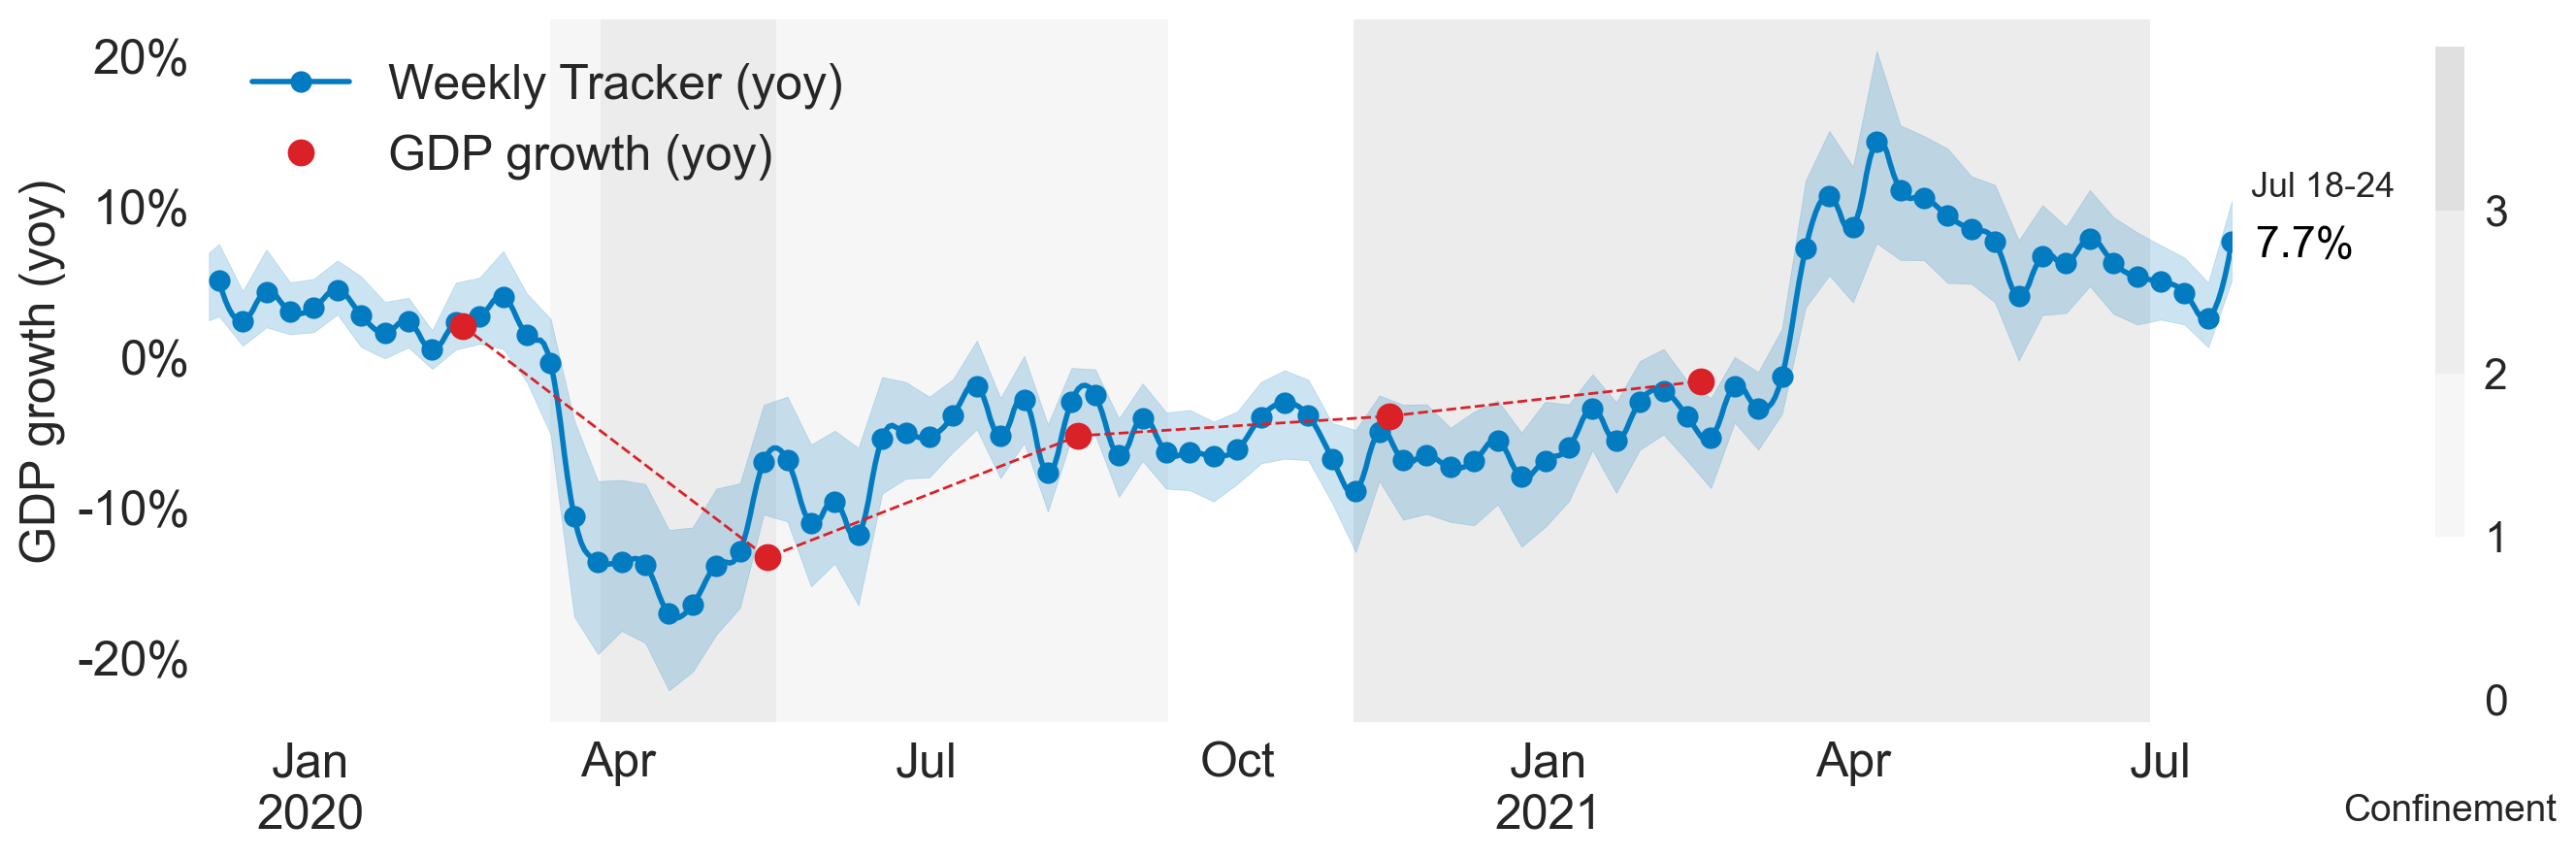 GDP growth (yoy)
20%
10%
0%
-10%
-20%
Weekly Tracker (yoy)
GDP growth (yoy)
Jul 18-24
7.7%
3
2
1
0
Jan Apr Jul Oct Jan Apr Jul
2020 2021
Confinement